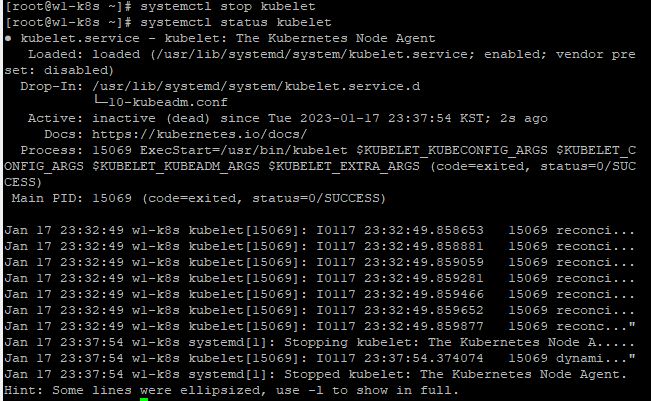 [root@w1-k8s ~]# systemctl stop kubelet
[root@w1-k8s ~]# systemctl status kubelet
● kubelet.service - kubelet: The Kubernetes Node Agent
   Loaded: loaded (/usr/lib/systemd/system/kubelet.service; enabled; vendor pre
set: disabled)
  Drop-In: /usr/lib/systemd/system/kubelet.service.d
           └─10-kubeadm.conf
   Active: inactive (dead) since Tue 2023-01-17 23:37:54 KST; 2s ago
     Docs: https://kubernetes.io/docs/
  Process: 15069 ExecStart=/usr/bin/kubelet $KUBELET_KUBECONFIG_ARGS $KUBELET_C
ONFIG_ARGS $KUBELET_KUBEADM_ARGS $KUBELET_EXTRA_ARGS (code=exited, status=0/SUC
CESS)
 Main PID: 15069 (code=exited, status=0/SUCCESS)

Jan 17 23:32:49 w1-k8s kubelet[15069]: I0117 23:32:49.858653   15069 reconci...
Jan 17 23:32:49 w1-k8s kubelet[15069]: I0117 23:32:49.858881   15069 reconci...
Jan 17 23:32:49 w1-k8s kubelet[15069]: I0117 23:32:49.859059   15069 reconci...
Jan 17 23:32:49 w1-k8s kubelet[15069]: I0117 23:32:49.859281   15069 reconci...
Jan 17 23:32:49 w1-k8s kubelet[15069]: I0117 23:32:49.859466   15069 reconci...
Jan 17 23:32:49 w1-k8s kubelet[15069]: I0117 23:32:49.859652   15069 reconci...
Jan 17 23:32:49 w1-k8s kubelet[15069]: I0117 23:32:49.859877   15069 reconc..."
Jan 17 23:37:54 w1-k8s systemd[1]: Stopping kubelet: The Kubernetes Node A.....
Jan 17 23:37:54 w1-k8s kubelet[15069]: I0117 23:37:54.374074   15069 dynami..."
Jan 17 23:37:54 w1-k8s systemd[1]: Stopped kubelet: The Kubernetes Node Agent.
Hint: Some lines were ellipsized, use -l to show in full.